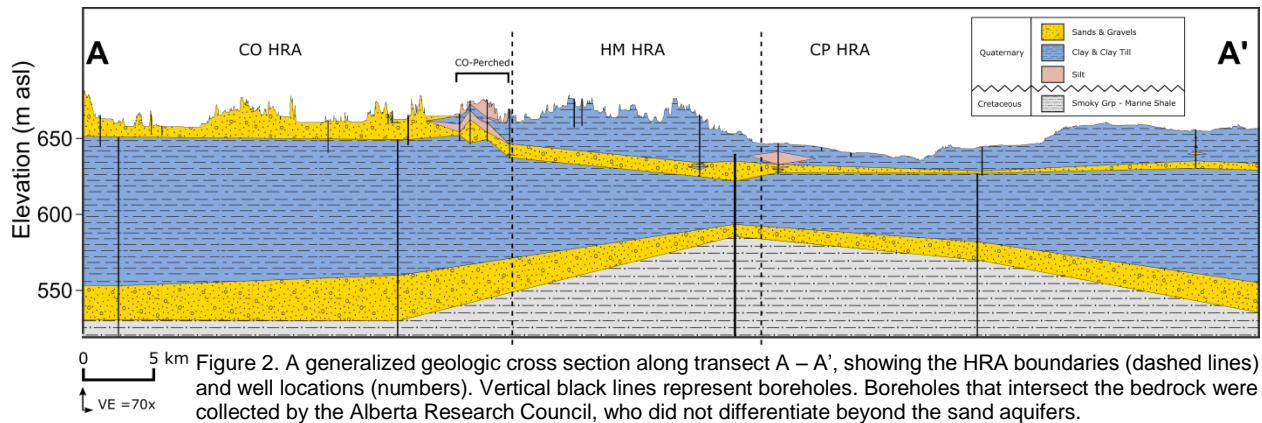 A
CO HRA
HM HRA
CP HRA
A'
CO-Perched
Quaternary
Sands & Gravels
Clay & Clay Till
Silt
Cretaceous
Smoky Grp - Marine Shale
Elevation (m asl)
650
600
550
0 5 km
VE =70x
Figure 2. A generalized geologic cross section along transect A – A’, showing the HRA boundaries (dashed lines)
and well locations (numbers). Vertical black lines represent boreholes. Boreholes that intersect the bedrock were
collected by the Alberta Research Council, who did not differentiate beyond the sand aquifers.